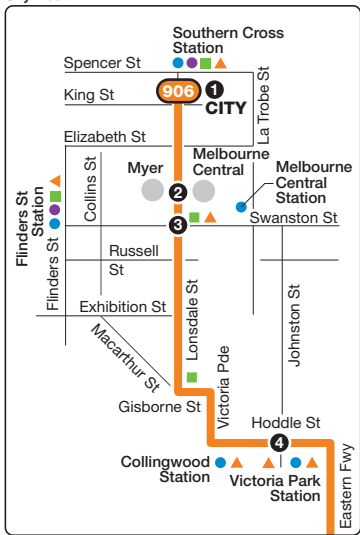 Southern Cross
Station
Spencer St
King St
906
1
CITY
La Trobe St
Elizabeth St
Collins St
Myer
Melbourne
Central
Melbourne
Central
Station
2
Flinders St
Station
Flinders St
3
Swanston St
Russell
St
Lonsdale St
Johnston St
Exhibition St
Macarthur St
Victoria Pde
Gisborne St
Hoddle St
4
Collingwood
Station
Victoria Park
Station
Eastern Fwy